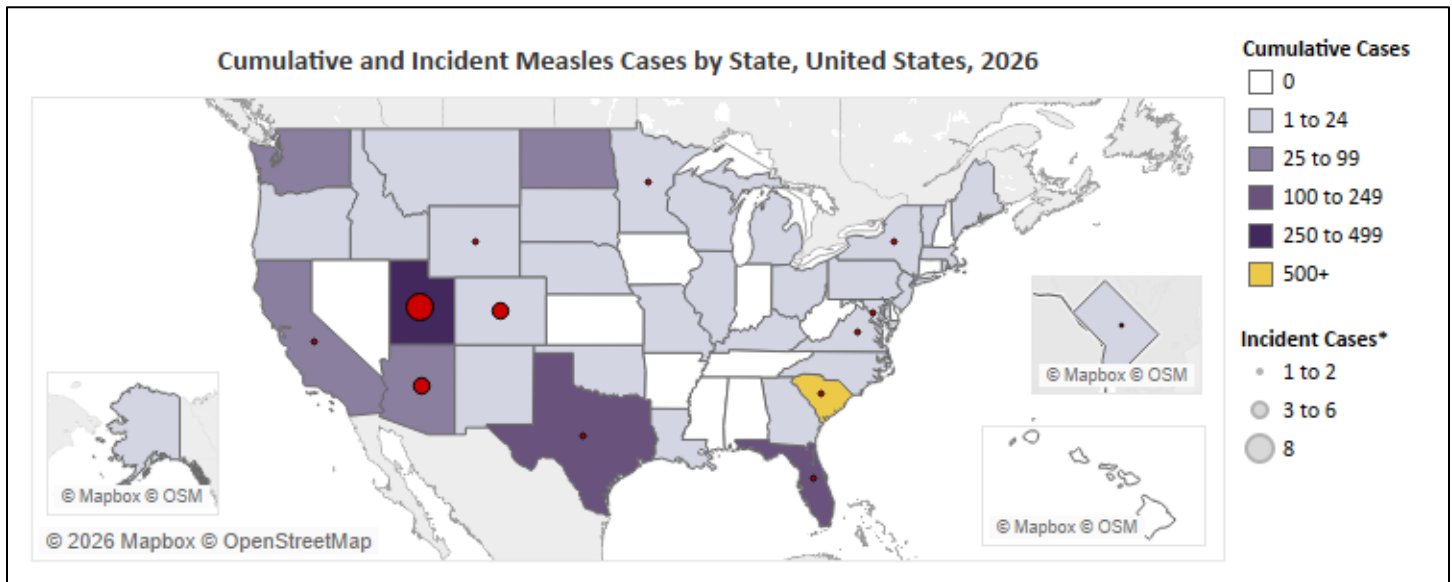 Cumulative and Incident Measles Cases by State, United States, 2026
Cumulative Cases
0
1 to 24
25 to 99
100 to 249
250 to 499
500+
Incident Cases*
1 to 2
3 to 6
8
© Mapbox © OSM
© Mapbox © OSM
© Mapbox © OSM
© 2026 Mapbox © OpenStreetMap